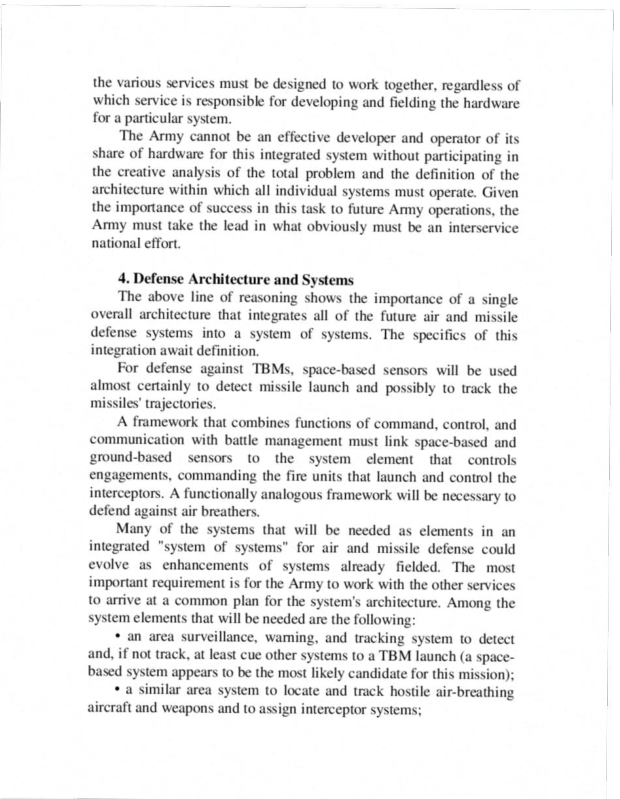 the various services must be designed to work together, regardless of
which service is responsible for developing and fielding the hardware
for a particular system.
The Army cannot be an effective developer and operator of its
share of hardware for this integrated system without participating in
the creative analysis of the total problem and the definition of the
architecture within which all individual systems must operate. Given
the importance of success in this task to future Army operations, the
Army must take the lead in what obviously must be an interservice
national effort.
4. Defense Architecture and Systems
The above line of reasoning shows the importance of a single
overall architecture that integrates all of the future air and missile
defense systems into a system of systems. The specifics of this
integration await definition.
For defense against TBMs, space-based sensors will be used
almost certainly to detect missile launch and possibly to track the
missiles' trajectories.
A framework that combines functions of command, control, and
communication with battle management must link space-based and
ground-based sensors to the system element that controls
engagements, commanding the fire units that launch and control the
interceptors. A functionally analogous framework will be necessary to
defend against air breathers.
Many of the systems that will be needed as elements in an
integrated "system of systems" for air and missile defense could
evolve as enhancements of systems already fielded. The most
important requirement is for the Army to work with the other services
to arrive at a common plan for the system's architecture. Among the
system elements that will be needed are the following:
• an area surveillance, warning, and tracking system to detect
and, if not track, at least cue other systems to a TBM launch (a space-
based system appears to be the most likely candidate for this mission);
• a similar area system to locate and track hostile air-breathing
aircraft and weapons and to assign interceptor systems;